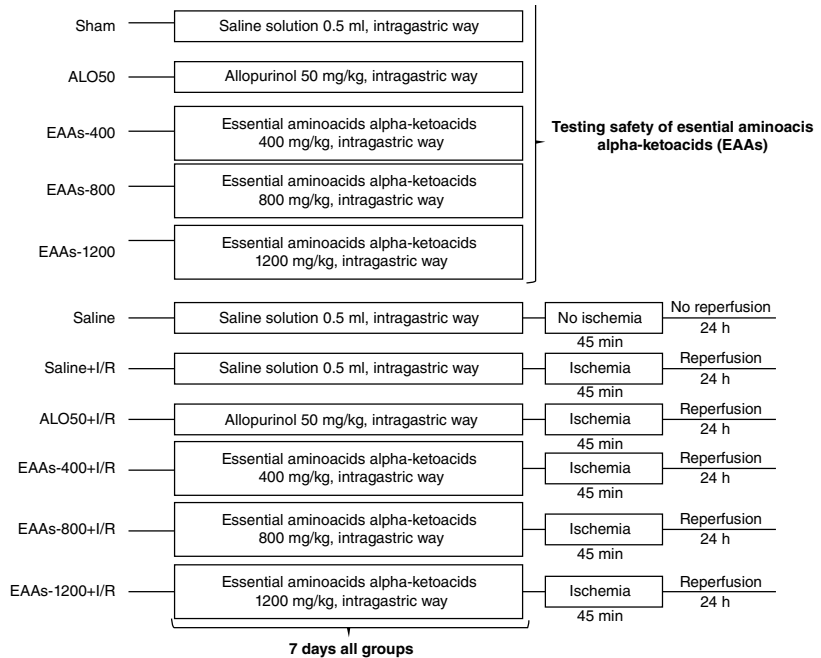 Sham
Saline solution 0.5 ml, intragastric way
ALO50
Allopurinol 50 mg/kg, intragastric way
EAAs-400
Essential aminoacids alpha-ketoacids
400 mg/kg, intragastric way
EAAs-800
Essential aminoacids alpha-ketoacids
800 mg/kg, intragastric way
EAAs-1200
Essential aminoacids alpha-ketoacids
1200 mg/kg, intragastric way
Testing safety of esential aminoacis
alpha-ketoacids (EAAs)
Saline
Saline solution 0.5 ml, intragastric way
No ischemia
45 min
No reperfusion
24 h
Saline+I/R
Saline solution 0.5 ml, intragastric way
Ischemia
45 min
Reperfusion
24 h
ALO50+I/R
Allopurinol 50 mg/kg, intragastric way
Ischemia
45 min
Reperfusion
24 h
EAAs-400+I/R
Essential aminoacids alpha-ketoacids
400 mg/kg, intragastric way
Ischemia
45 min
Reperfusion
24 h
EAAs-800+I/R
Essential aminoacids alpha-ketoacids
800 mg/kg, intragastric way
Ischemia
45 min
Reperfusion
24 h
EAAs-1200+I/R
Essential aminoacids alpha-ketoacids
1200 mg/kg, intragastric way
Ischemia
45 min
Reperfusion
24 h
7 days all groups